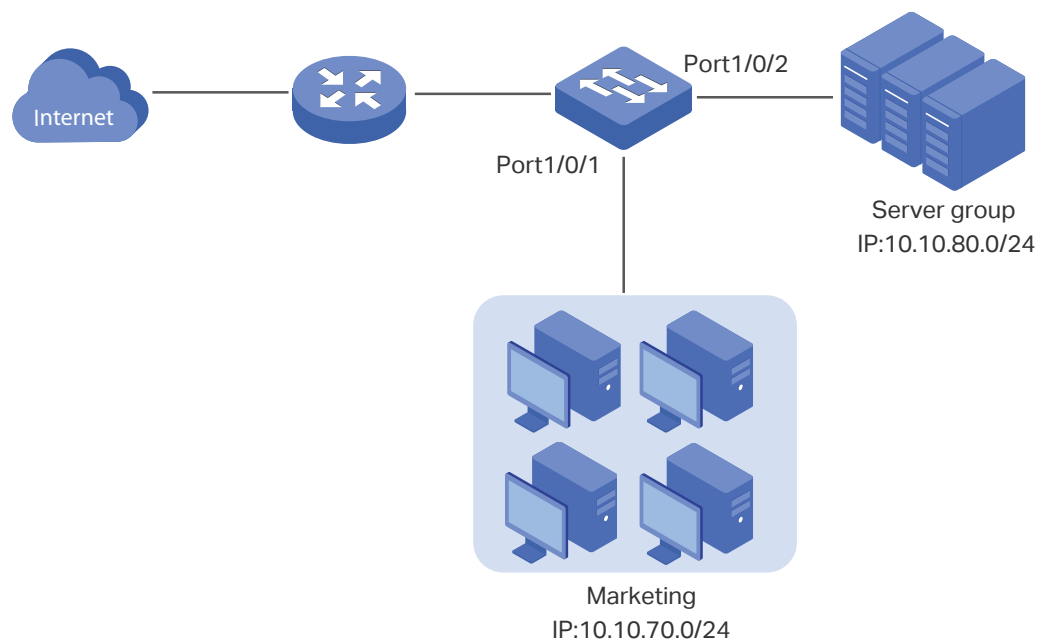 Internet
Port1/0/2
Port1/0/1
Server group
IP:10.10.80.0/24
Marketing
IP:10.10.70.0/24